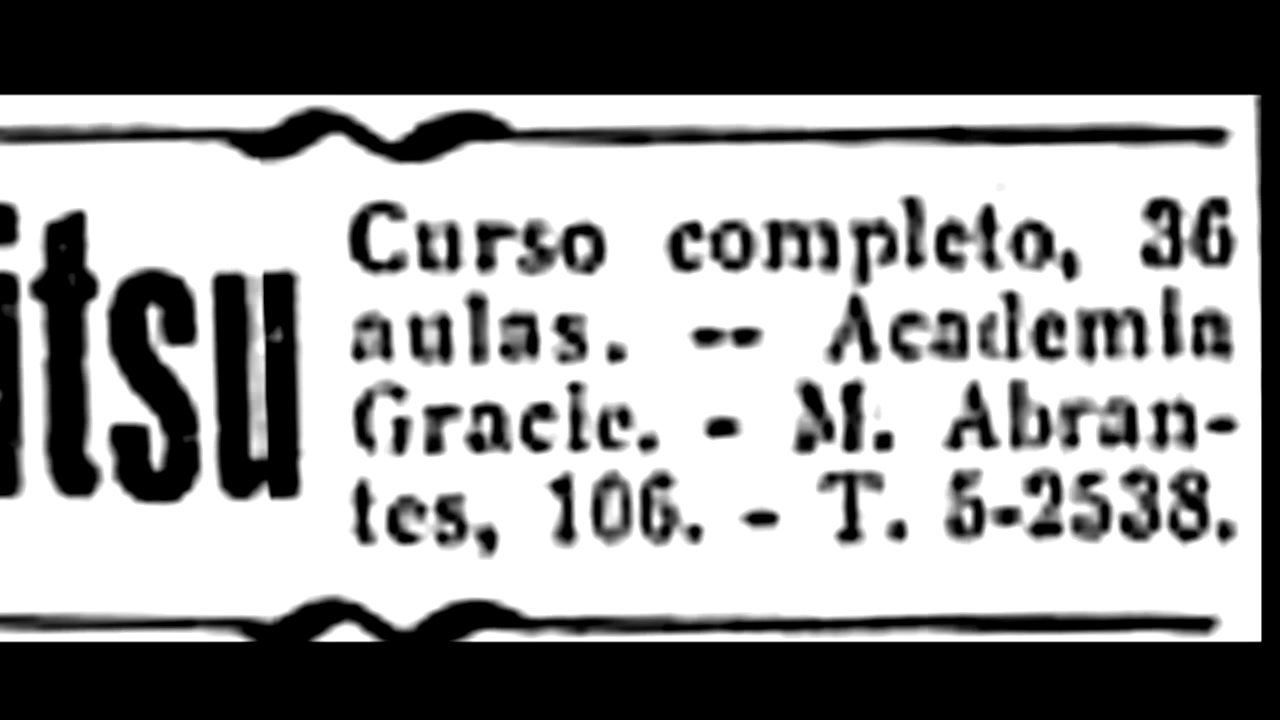 itsu
Curso completo, 36
aulas. -- Academia
Gracie. - M. Abran-
tes, 106. - T. 5-2538.